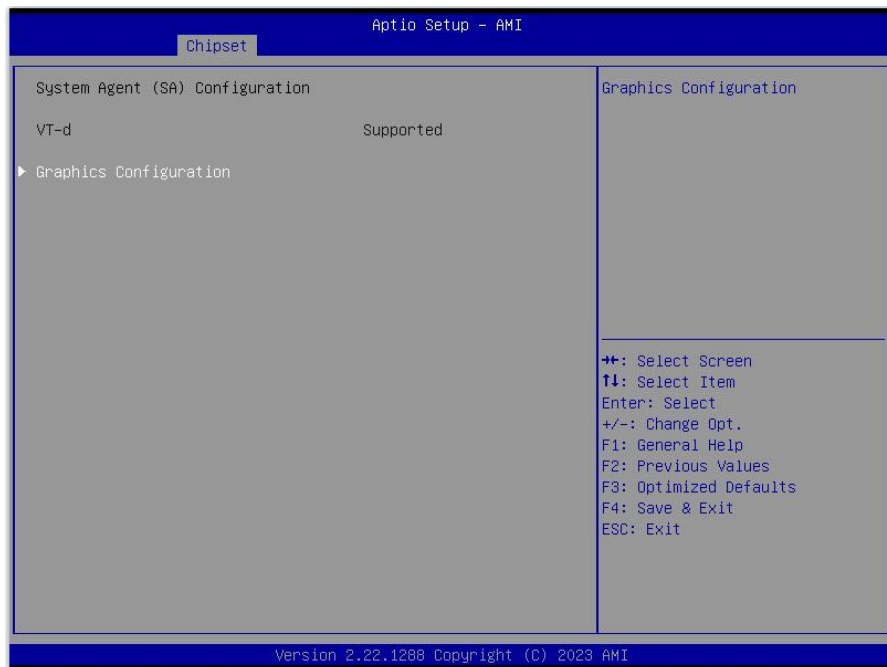 Aptio Setup - AMI
Chipset
System Agent (SA) Configuration
VT-d Supported
Graphics Configuration
Graphics Configuration
→←: Select Screen
↑↓: Select Item
Enter: Select
+/-: Change Opt.
F1: General Help
F2: Previous Values
F3: Optimized Defaults
F4: Save & Exit
ESC: Exit
Version 2.22.1288 Copyright (C) 2023 AMI